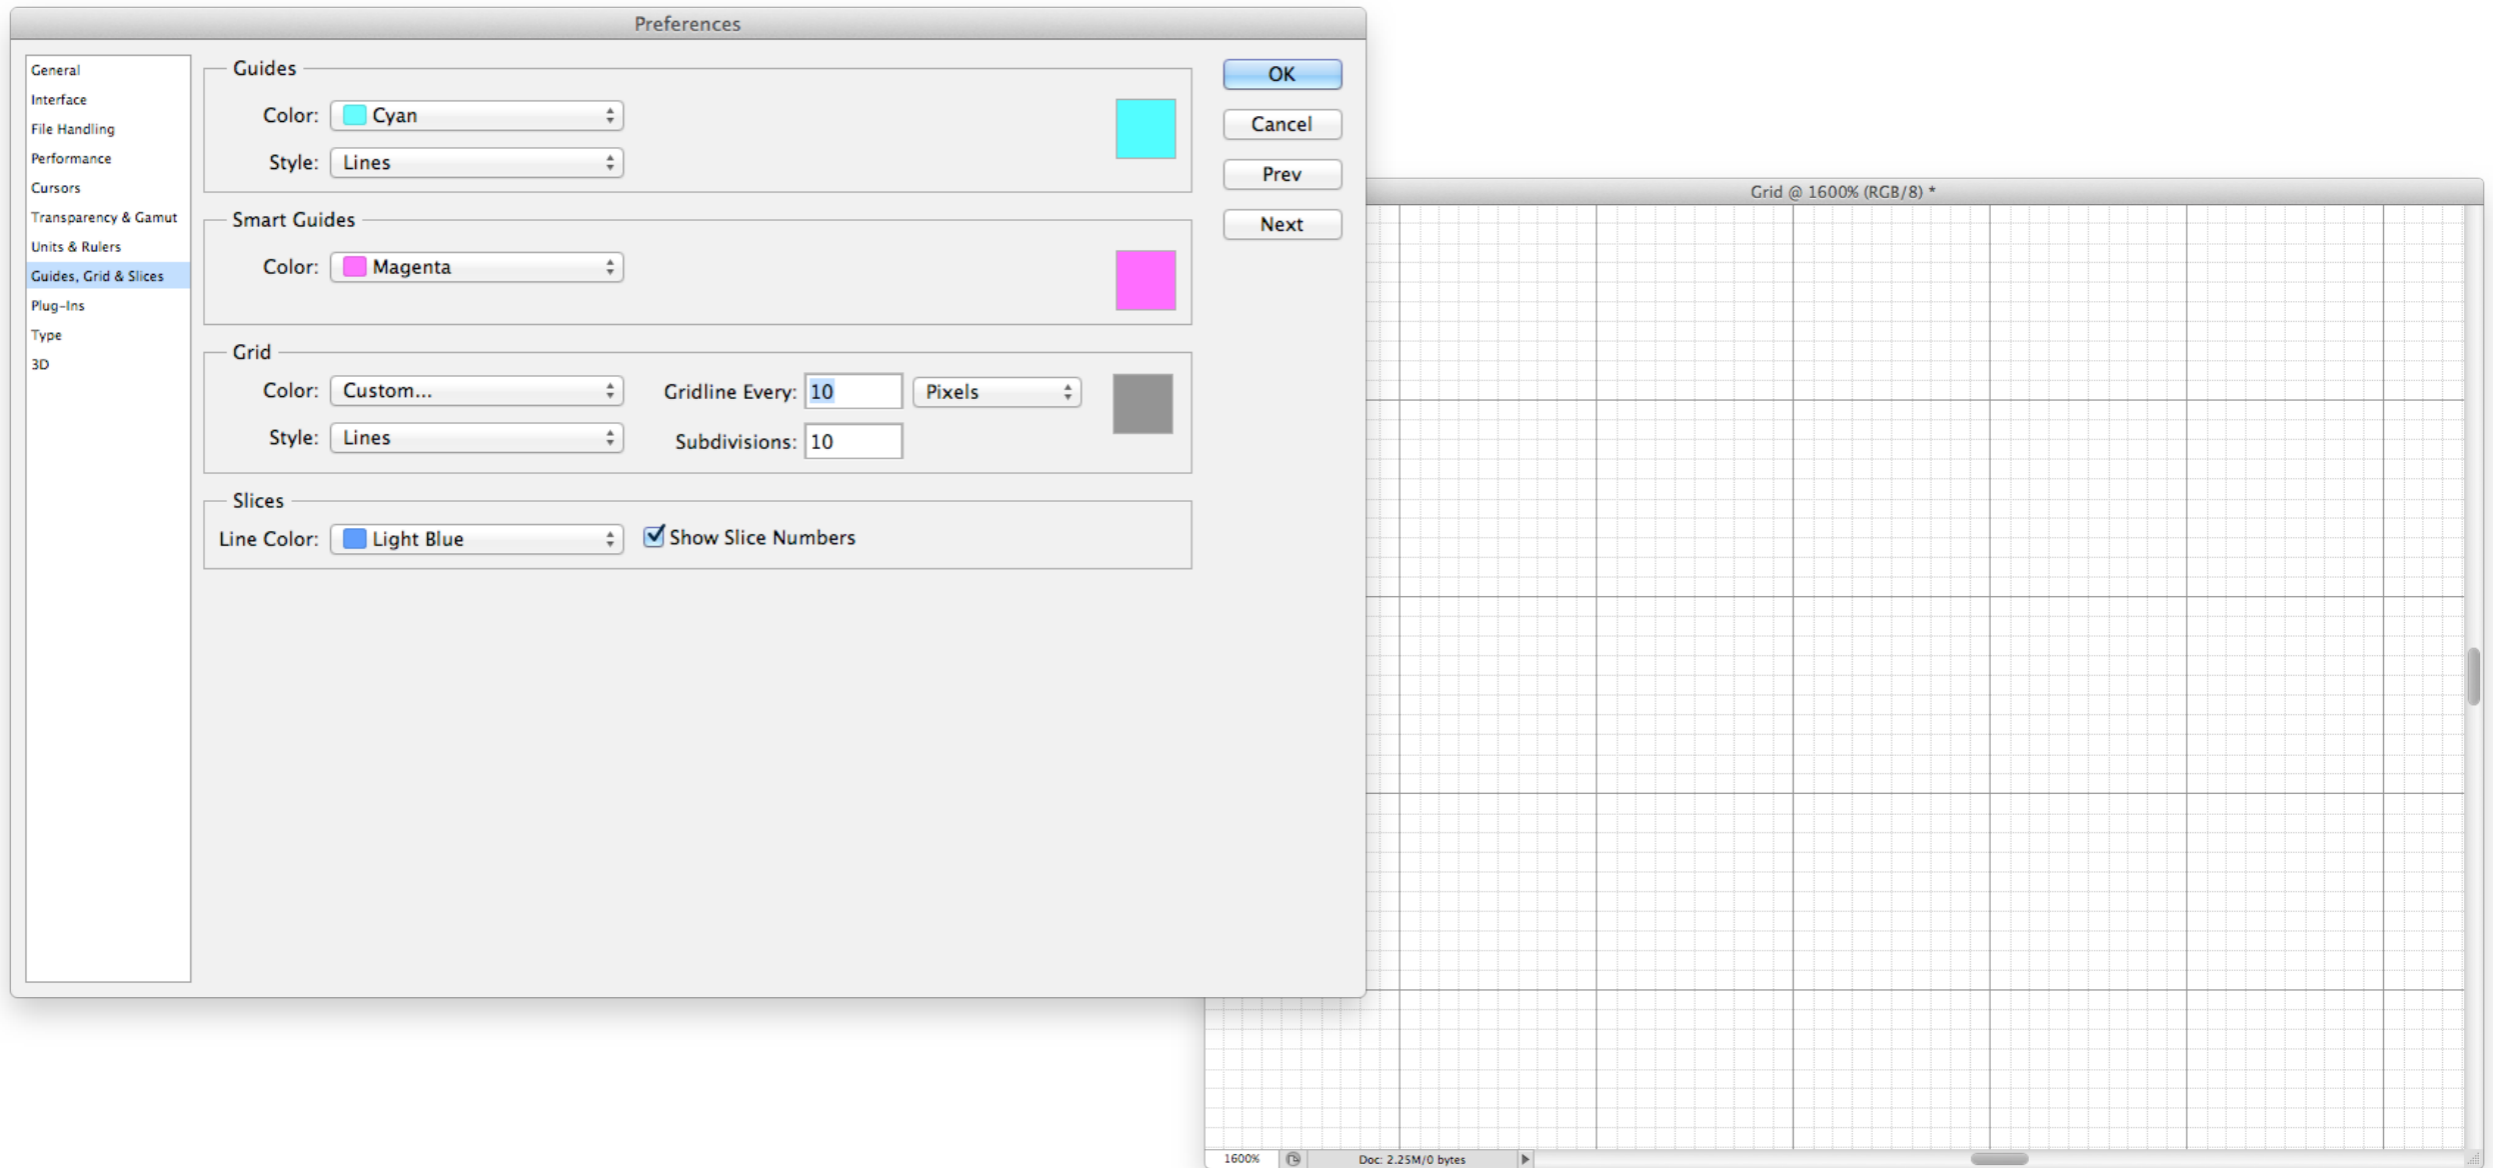 Preferences
General
Interface
File Handling
Performance
Cursors
Transparency & Gamut
Units & Rulers
Guides, Grid & Slices
Plug-Ins
Type
3D
Guides
Color: Cyan
Style: Lines
Smart Guides
Color: Magenta
Grid
Color: Custom... Gridline Every: 10 Pixels
Style: Lines Subdivisions: 10
Slices
Line Color: Light Blue Show Slice Numbers
OK
Cancel
Prev
Next
Grid @ 1600% (RGB/8) *
1600% Doc: 2.25M/0 bytes